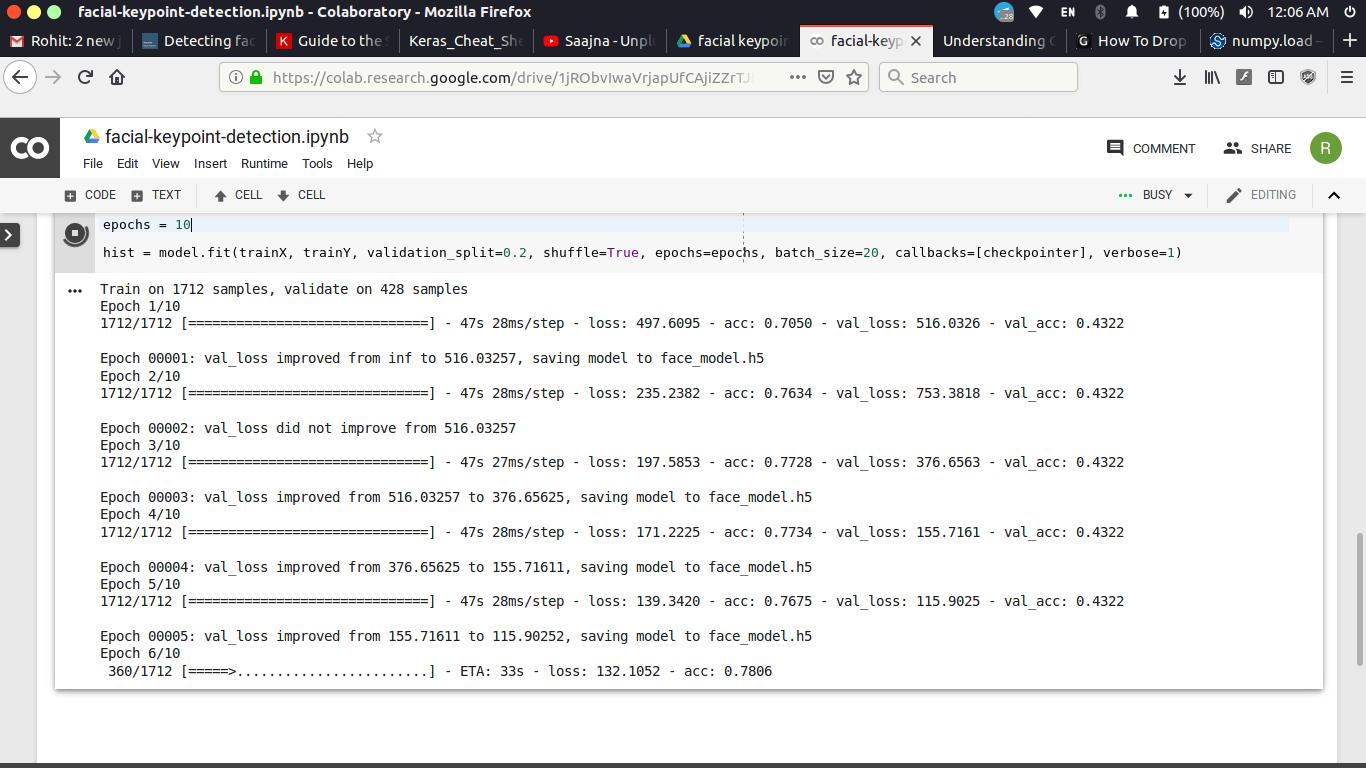 facial-keypoint-detection.ipynb - Colaboratory - Mozilla Firefox
28 EN (100%) 12:06 AM
Rohit: 2 new Detecting fac Guide to the Keras_Cheat_She Saajna - Unpl facial keypoin facial-keyp Understanding How To Drop numpy.load
https://colab.research.google.com/drive/1jRObvIwaVrjapUfCAjiZZrTJ Search
facial-keypoint-detection.ipynb
File Edit View Insert Runtime Tools Help
COMMENT SHARE R
CODE TEXT CELL CELL BUSY EDITING
epochs = 10
hist = model.fit(trainX, trainY, validation_split=0.2, shuffle=True, epochs=epochs, batch_size=20, callbacks=[checkpointer], verbose=1)
Train on 1712 samples, validate on 428 samples
Epoch 1/10
1712/1712 [==============================] - 47s 28ms/step - loss: 497.6095 - acc: 0.7050 - val_loss: 516.0326 - val_acc: 0.4322
Epoch 00001: val_loss improved from inf to 516.03257, saving model to face_model.h5
Epoch 2/10
1712/1712 [==============================] - 47s 28ms/step - loss: 235.2382 - acc: 0.7634 - val_loss: 753.3818 - val_acc: 0.4322
Epoch 00002: val_loss did not improve from 516.03257
Epoch 3/10
1712/1712 [==============================] - 47s 27ms/step - loss: 197.5853 - acc: 0.7728 - val_loss: 376.6563 - val_acc: 0.4322
Epoch 00003: val_loss improved from 516.03257 to 376.65625, saving model to face_model.h5
Epoch 4/10
1712/1712 [==============================] - 47s 28ms/step - loss: 171.2225 - acc: 0.7734 - val_loss: 155.7161 - val_acc: 0.4322
Epoch 00004: val_loss improved from 376.65625 to 155.71611, saving model to face_model.h5
Epoch 5/10
1712/1712 [==============================] - 47s 28ms/step - loss: 139.3420 - acc: 0.7675 - val_loss: 115.9025 - val_acc: 0.4322
Epoch 00005: val_loss improved from 155.71611 to 115.90252, saving model to face_model.h5
Epoch 6/10
360/1712 [=====>........................] - ETA: 33s - loss: 132.1052 - acc: 0.7806